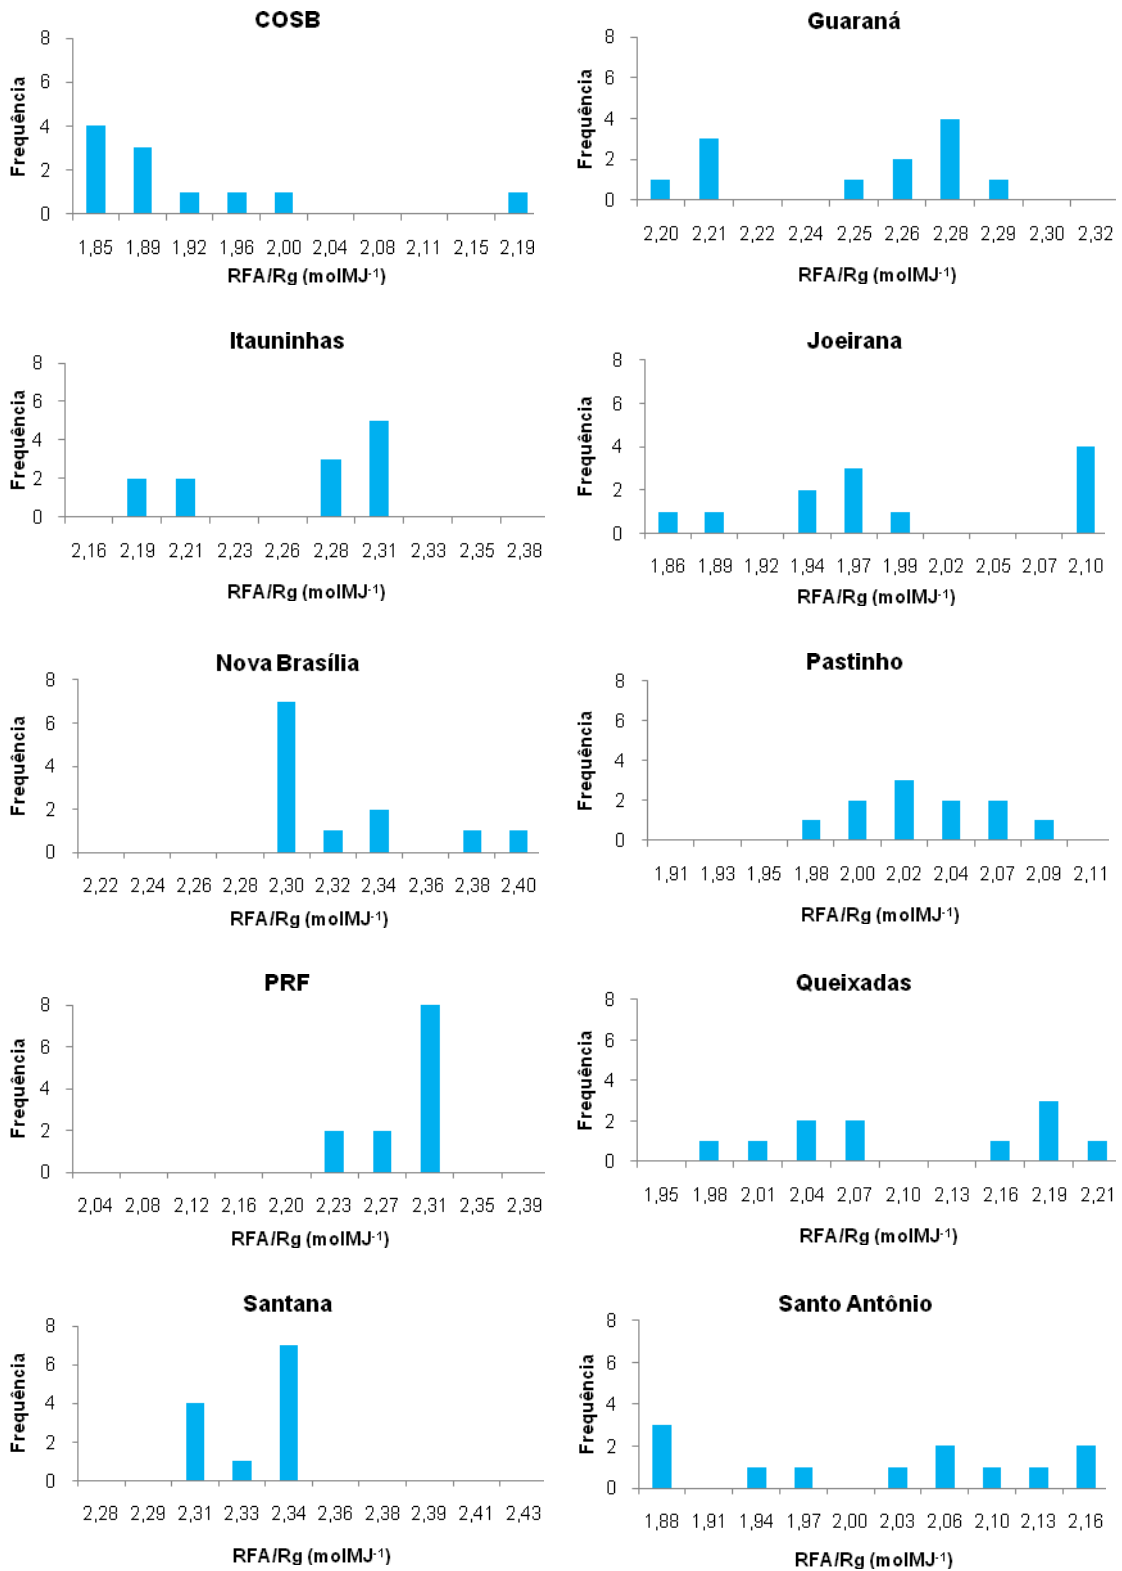 COSB
Frequência
8
6
4
2
0
1,85 1,89 1,92 1,96 2,00 2,04 2,08 2,11 2,15 2,19
RFA/Rg (molMJ-1)
Guaraná
Frequência
8
6
4
2
0
2,20 2,21 2,22 2,24 2,25 2,26 2,28 2,29 2,30 2,32
RFA/Rg (molMJ-1)
Itauninhas
Frequência
8
6
4
2
0
2,16 2,19 2,21 2,23 2,26 2,28 2,31 2,33 2,35 2,38
RFA/Rg (molMJ-1)
Joeirana
Frequência
8
6
4
2
0
1,86 1,89 1,92 1,94 1,97 1,99 2,02 2,05 2,07 2,10
RFA/Rg (molMJ-1)
Nova Brasília
Frequência
8
6
4
2
0
2,22 2,24 2,26 2,28 2,30 2,32 2,34 2,36 2,38 2,40
RFA/Rg (molMJ-1)
Pastinho
Frequência
8
6
4
2
0
1,91 1,93 1,95 1,98 2,00 2,02 2,04 2,07 2,09 2,11
RFA/Rg (molMJ-1)
PRF
Frequência
8
6
4
2
0
2,04 2,08 2,12 2,16 2,20 2,23 2,27 2,31 2,35 2,39
RFA/Rg (molMJ-1)
Queixadas
Frequência
8
6
4
2
0
1,95 1,98 2,01 2,04 2,07 2,10 2,13 2,16 2,19 2,21
RFA/Rg (molMJ-1)
Santana
Frequência
8
6
4
2
0
2,28 2,29 2,31 2,33 2,34 2,36 2,38 2,39 2,41 2,43
RFA/Rg (molMJ-1)
Santo Antônio
Frequência
8
6
4
2
0
1,88 1,91 1,94 1,97 2,00 2,03 2,06 2,10 2,13 2,16
RFA/Rg (molMJ-1)